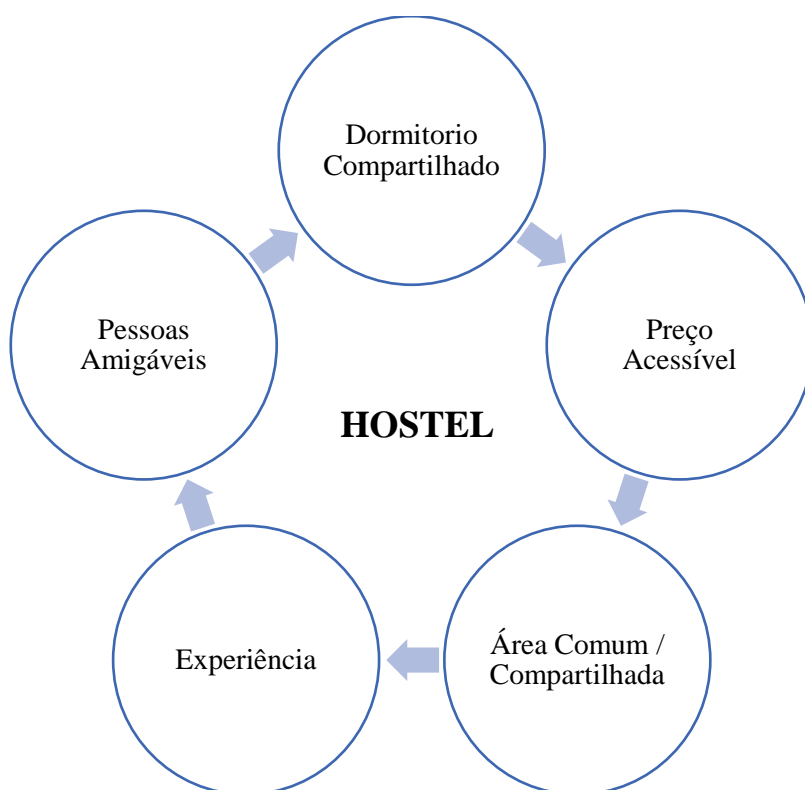 Dormitorio
Compartilhado
Preço
Acessível
Área Comum /
Compartilhada
Experiência
Pessoas
Amigáveis
HOSTEL